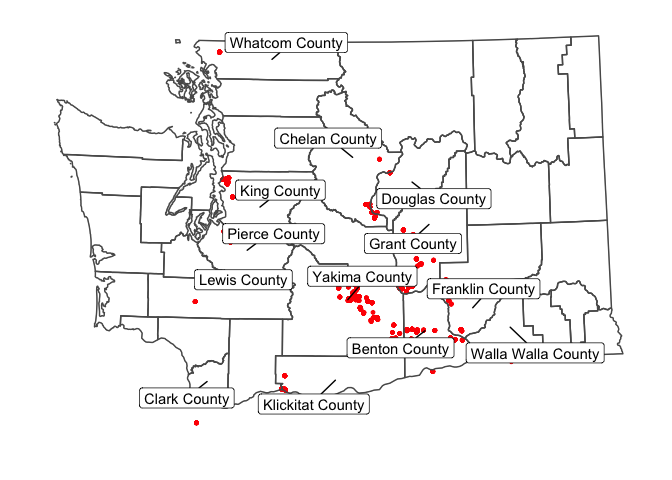 Whatcom County
Chelan County
King County
Douglas County
Pierce County
Grant County
Lewis County
Yakima County
Franklin County
Benton County
Walla Walla County
Clark County
Klickitat County